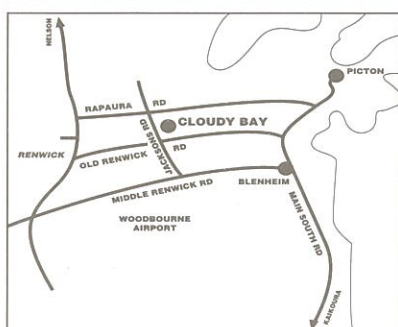 NELSON
PICTON
RAPAURA RD
CLOUDY BAY
JACKSONS RD
RENWICK
OLD RENWICK RD
MIDDLE RENWICK RD
BLENHEIM
WOODBOURNE
AIRPORT
MAIN SOUTH RD
KAIKOURA